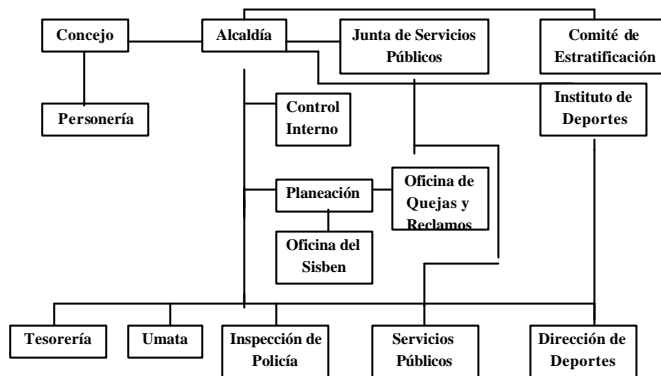 Concejo
Alcaldía
Junta de Servicios
Públicos
Comité de
Estratificación
Personería
Control
Interno
Instituto de
Deportes
Planeación
Oficina de
Quejas y
Reclamos
Oficina del
Sisben
Tesorería
Umata
Inspección de
Policía
Servicios
Públicos
Dirección de
Deportes